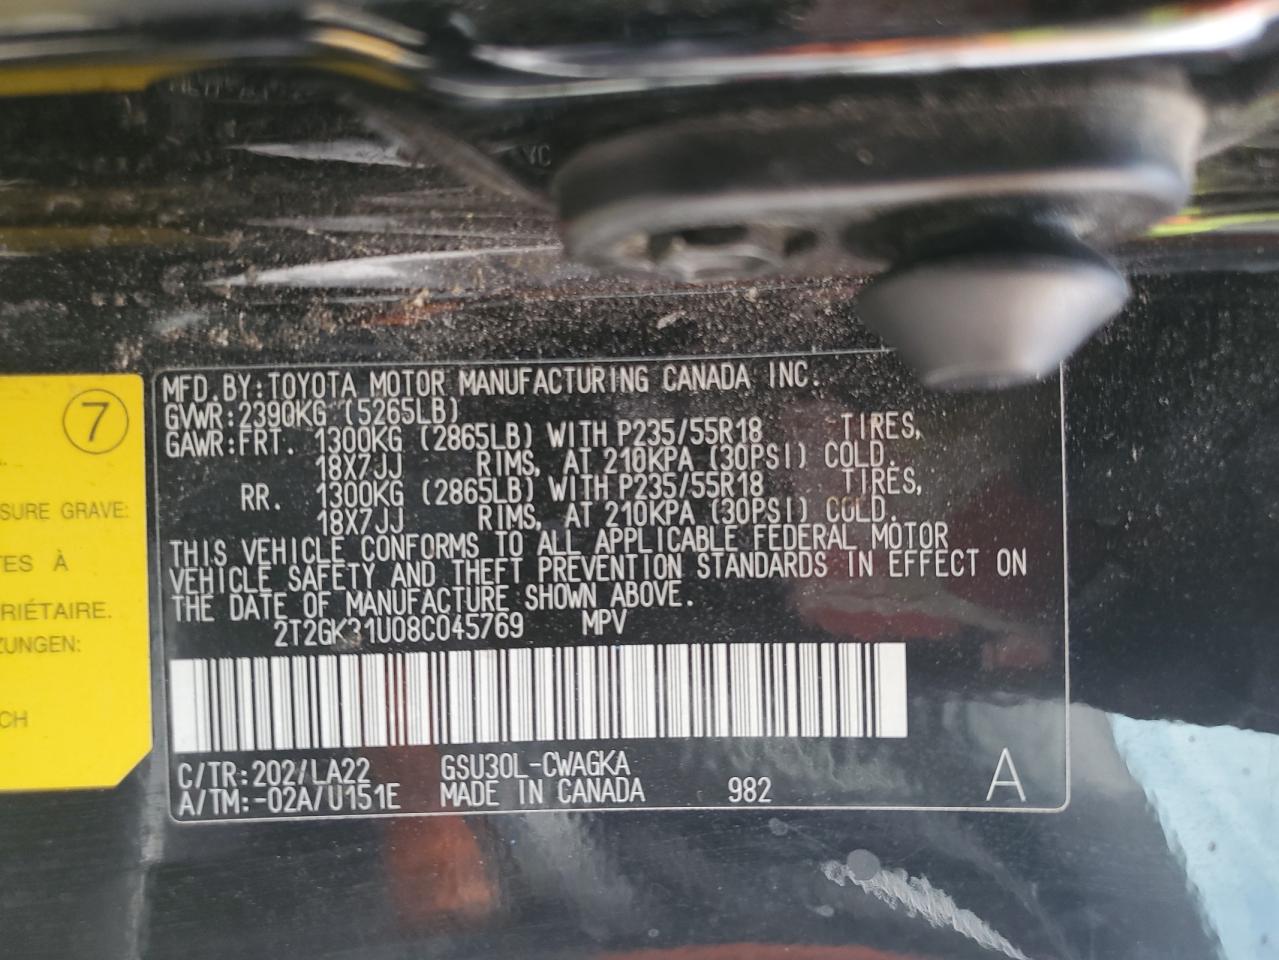 MFD.BY:TOYOTA MOTOR MANUFACTURING CANADA INC.
GVWR:2390KG (5265LB)
GAWR:FRT. 1300KG (2865LB) WITH P235/55R18 TIRES,
18X7JJ RIMS, AT 210KPA (30PSI) COLD.
RR. 1300KG (2865LB) WITH P235/55R18 TIRES,
18X7JJ RIMS, AT 210KPA (30PSI) COLD.
THIS VEHICLE CONFORMS TO ALL APPLICABLE FEDERAL MOTOR
VEHICLE SAFETY AND THEFT PREVENTION STANDARDS IN EFFECT ON
THE DATE OF MANUFACTURE SHOWN ABOVE.
2T2GK31U08C045769 MPV
C/TR:202/LA22 GSU30L-CWAGKA
A/TM:-02A/U151E MADE IN CANADA 982 A
7
SURE GRAVE:
TES À
PRIÉTAIRE.
ZUNGEN:
CH